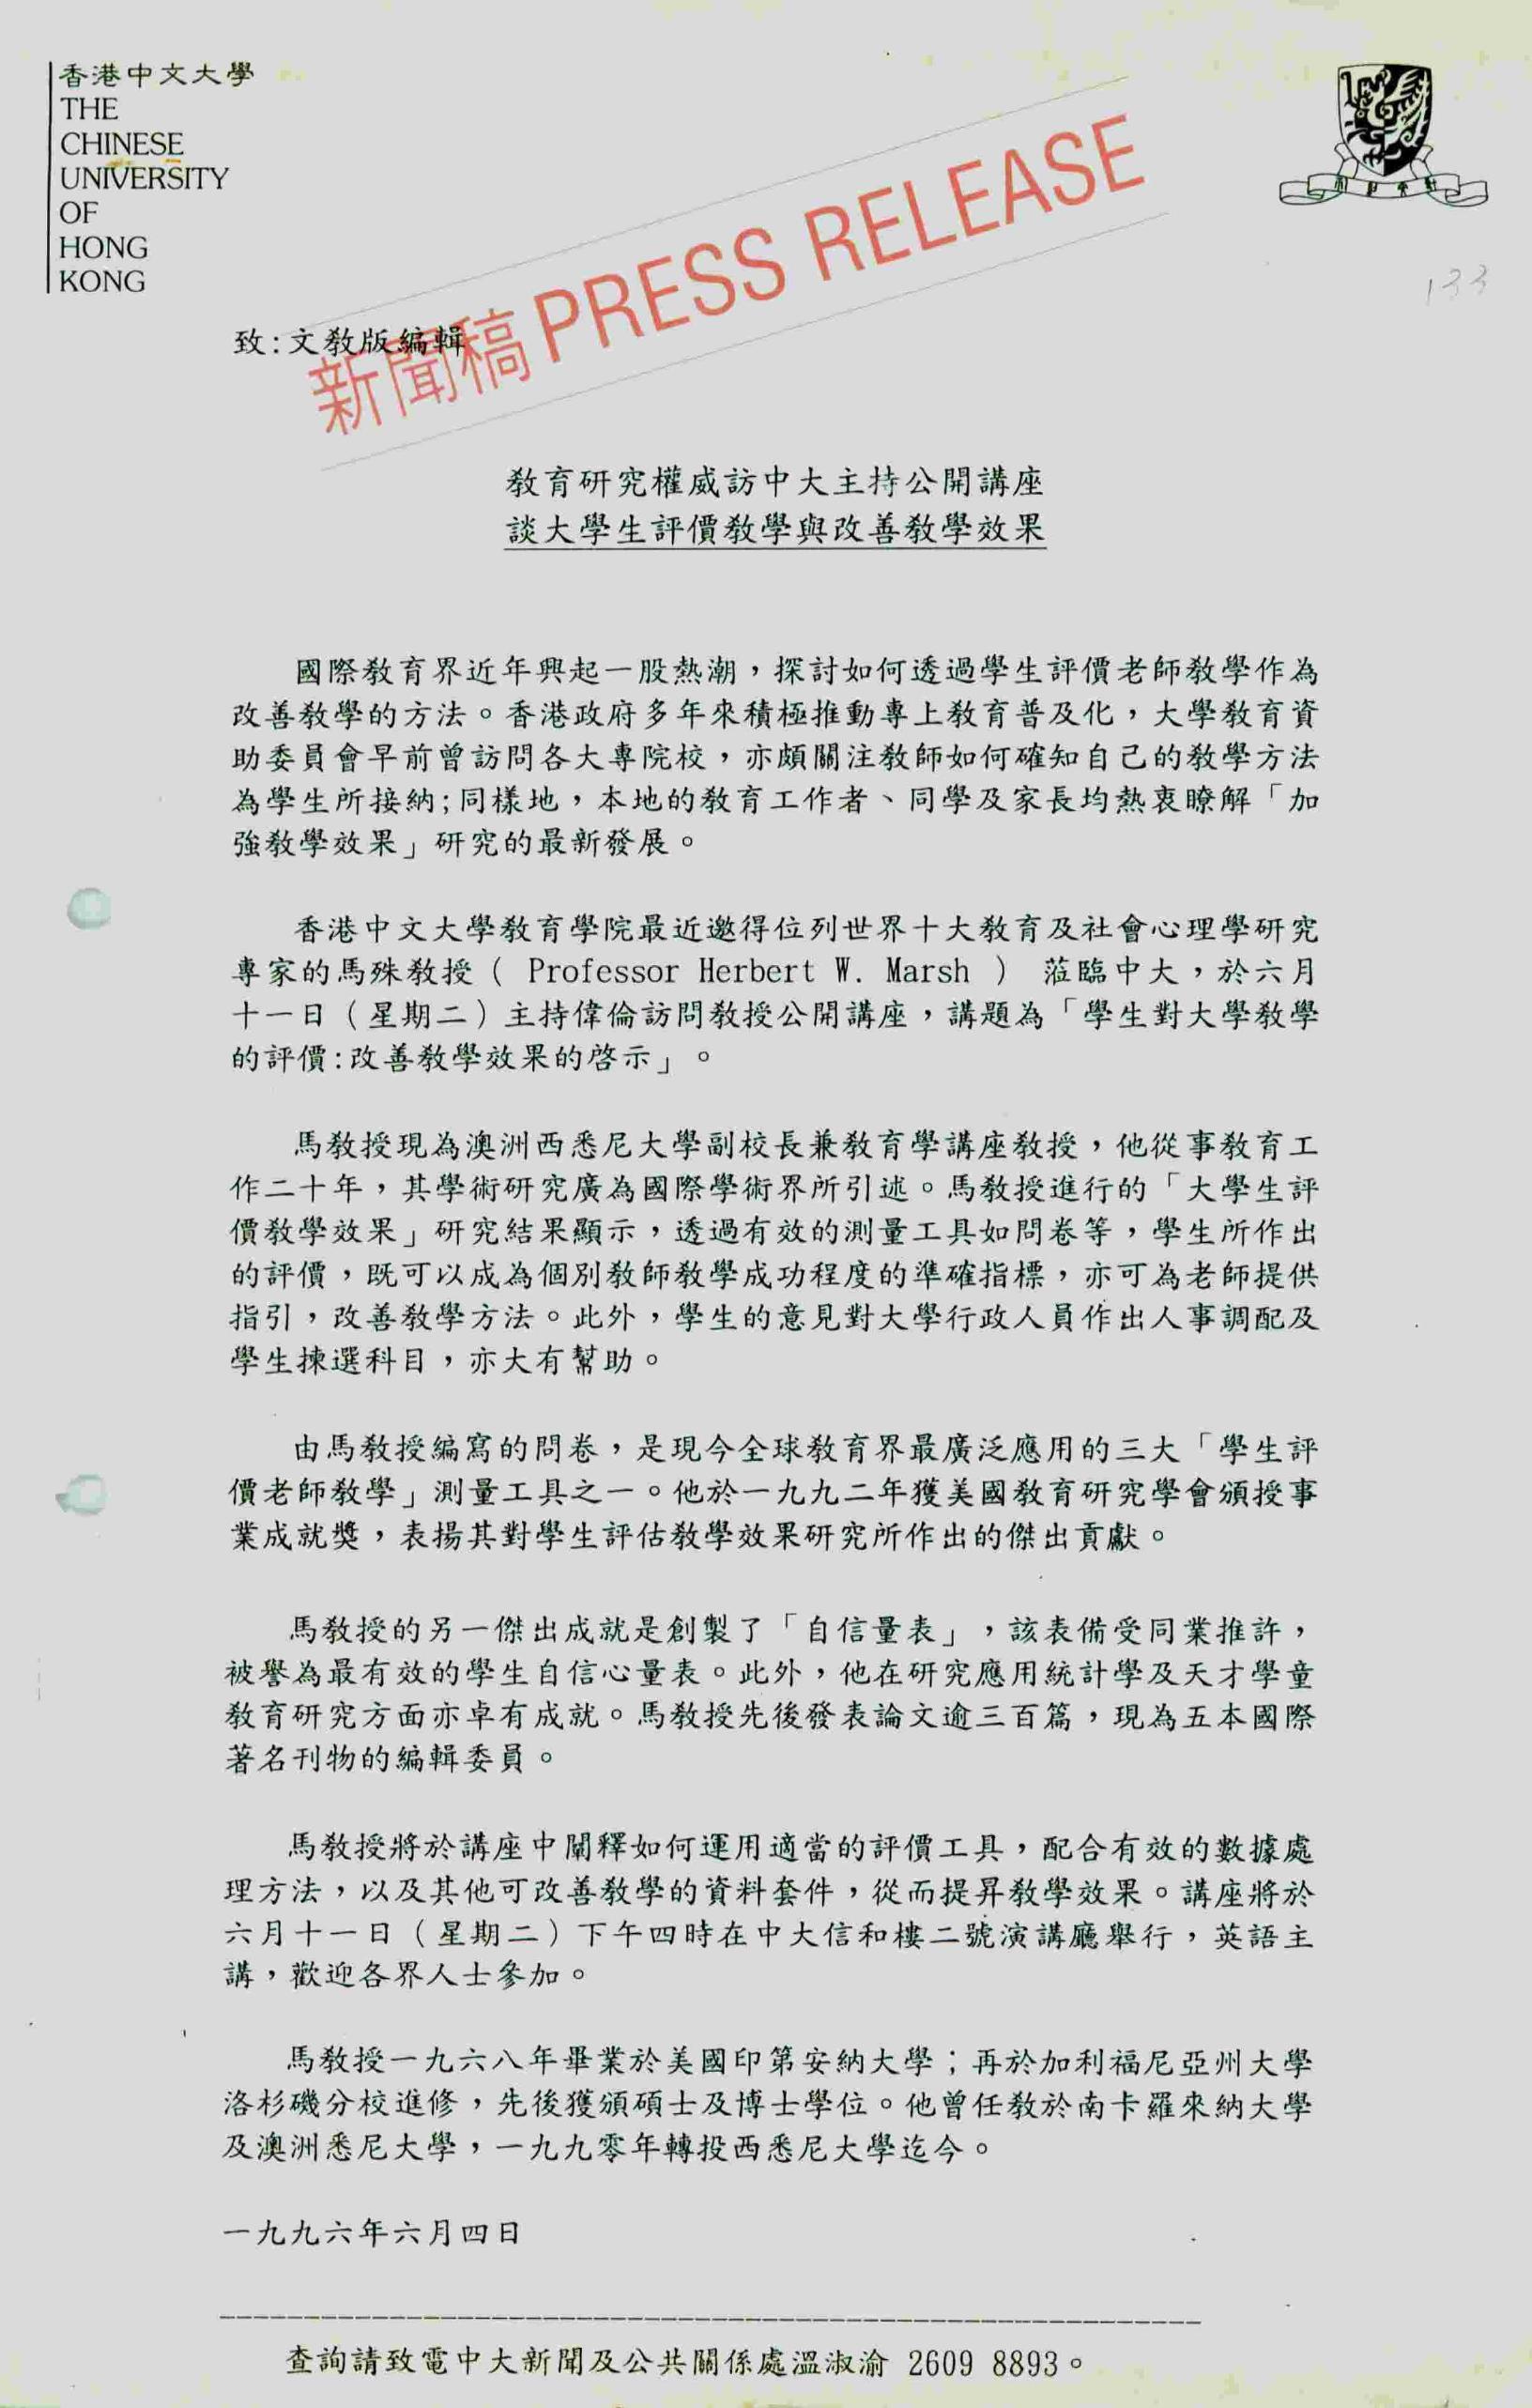 香港中文大學
THE
CHINESE
UNIVERSITY
OF
HONG
KONG
133
新聞稿 PRESS RELEASE
致:文教版編輯
教育研究權威訪中大主持公開講座
談大學生評價教學與改善教學效果
國際教育界近年興起一股熱潮，探討如何透過學生評價老師教學作為
改善教學的方法。香港政府多年來積極推動專上教育普及化，大學教育資
助委員會早前曾訪問各大專院校，亦頗關注教師如何確知自己的教學方法
為學生所接納;同樣地，本地的教育工作者、同學及家長均熱衷瞭解「加
強教學效果」研究的最新發展。
香港中文大學教育學院最近邀得位列世界十大教育及社會心理學研究
專家的馬殊教授（ Professor Herbert W. Marsh ） 蒞臨中大，於六月
十一日（星期二）主持偉倫訪問教授公開講座，講題為「學生對大學教學
的評價:改善教學效果的啓示」。
馬教授現為澳洲西悉尼大學副校長兼教育學講座教授，他從事教育工
作二十年，其學術研究廣為國際學術界所引述。馬教授進行的「大學生評
價教學效果」研究結果顯示，透過有效的測量工具如問卷等，學生所作出
的評價，既可以成為個別教師教學成功程度的準確指標，亦可為老師提供
指引，改善教學方法。此外，學生的意見對大學行政人員作出人事調配及
學生揀選科目，亦大有幫助。
由馬教授編寫的問卷，是現今全球教育界最廣泛應用的三大「學生評
價老師教學」測量工具之一。他於一九九二年獲美國教育研究學會頒授事
業成就獎，表揚其對學生評估教學效果研究所作出的傑出貢獻。
馬教授的另一傑出成就是創製了「自信量表」，該表備受同業推許，
被譽為最有效的學生自信心量表。此外，他在研究應用統計學及天才學童
教育研究方面亦卓有成就。馬教授先後發表論文逾三百篇，現為五本國際
著名刊物的編輯委員。
馬教授將於講座中闡釋如何運用適當的評價工具，配合有效的數據處
理方法，以及其他可改善教學的資料套件，從而提昇教學效果。講座將於
六月十一日（星期二）下午四時在中大信和樓二號演講廳舉行，英語主
講，歡迎各界人士參加。
馬教授一九六八年畢業於美國印第安納大學；再於加利福尼亞州大學
洛杉磯分校進修，先後獲頒碩士及博士學位。他曾任教於南卡羅來納大學
及澳洲悉尼大學，一九九零年轉投西悉尼大學迄今。
一九九六年六月四日
查詢請致電中大新聞及公共關係處溫淑渝 2609 8893。